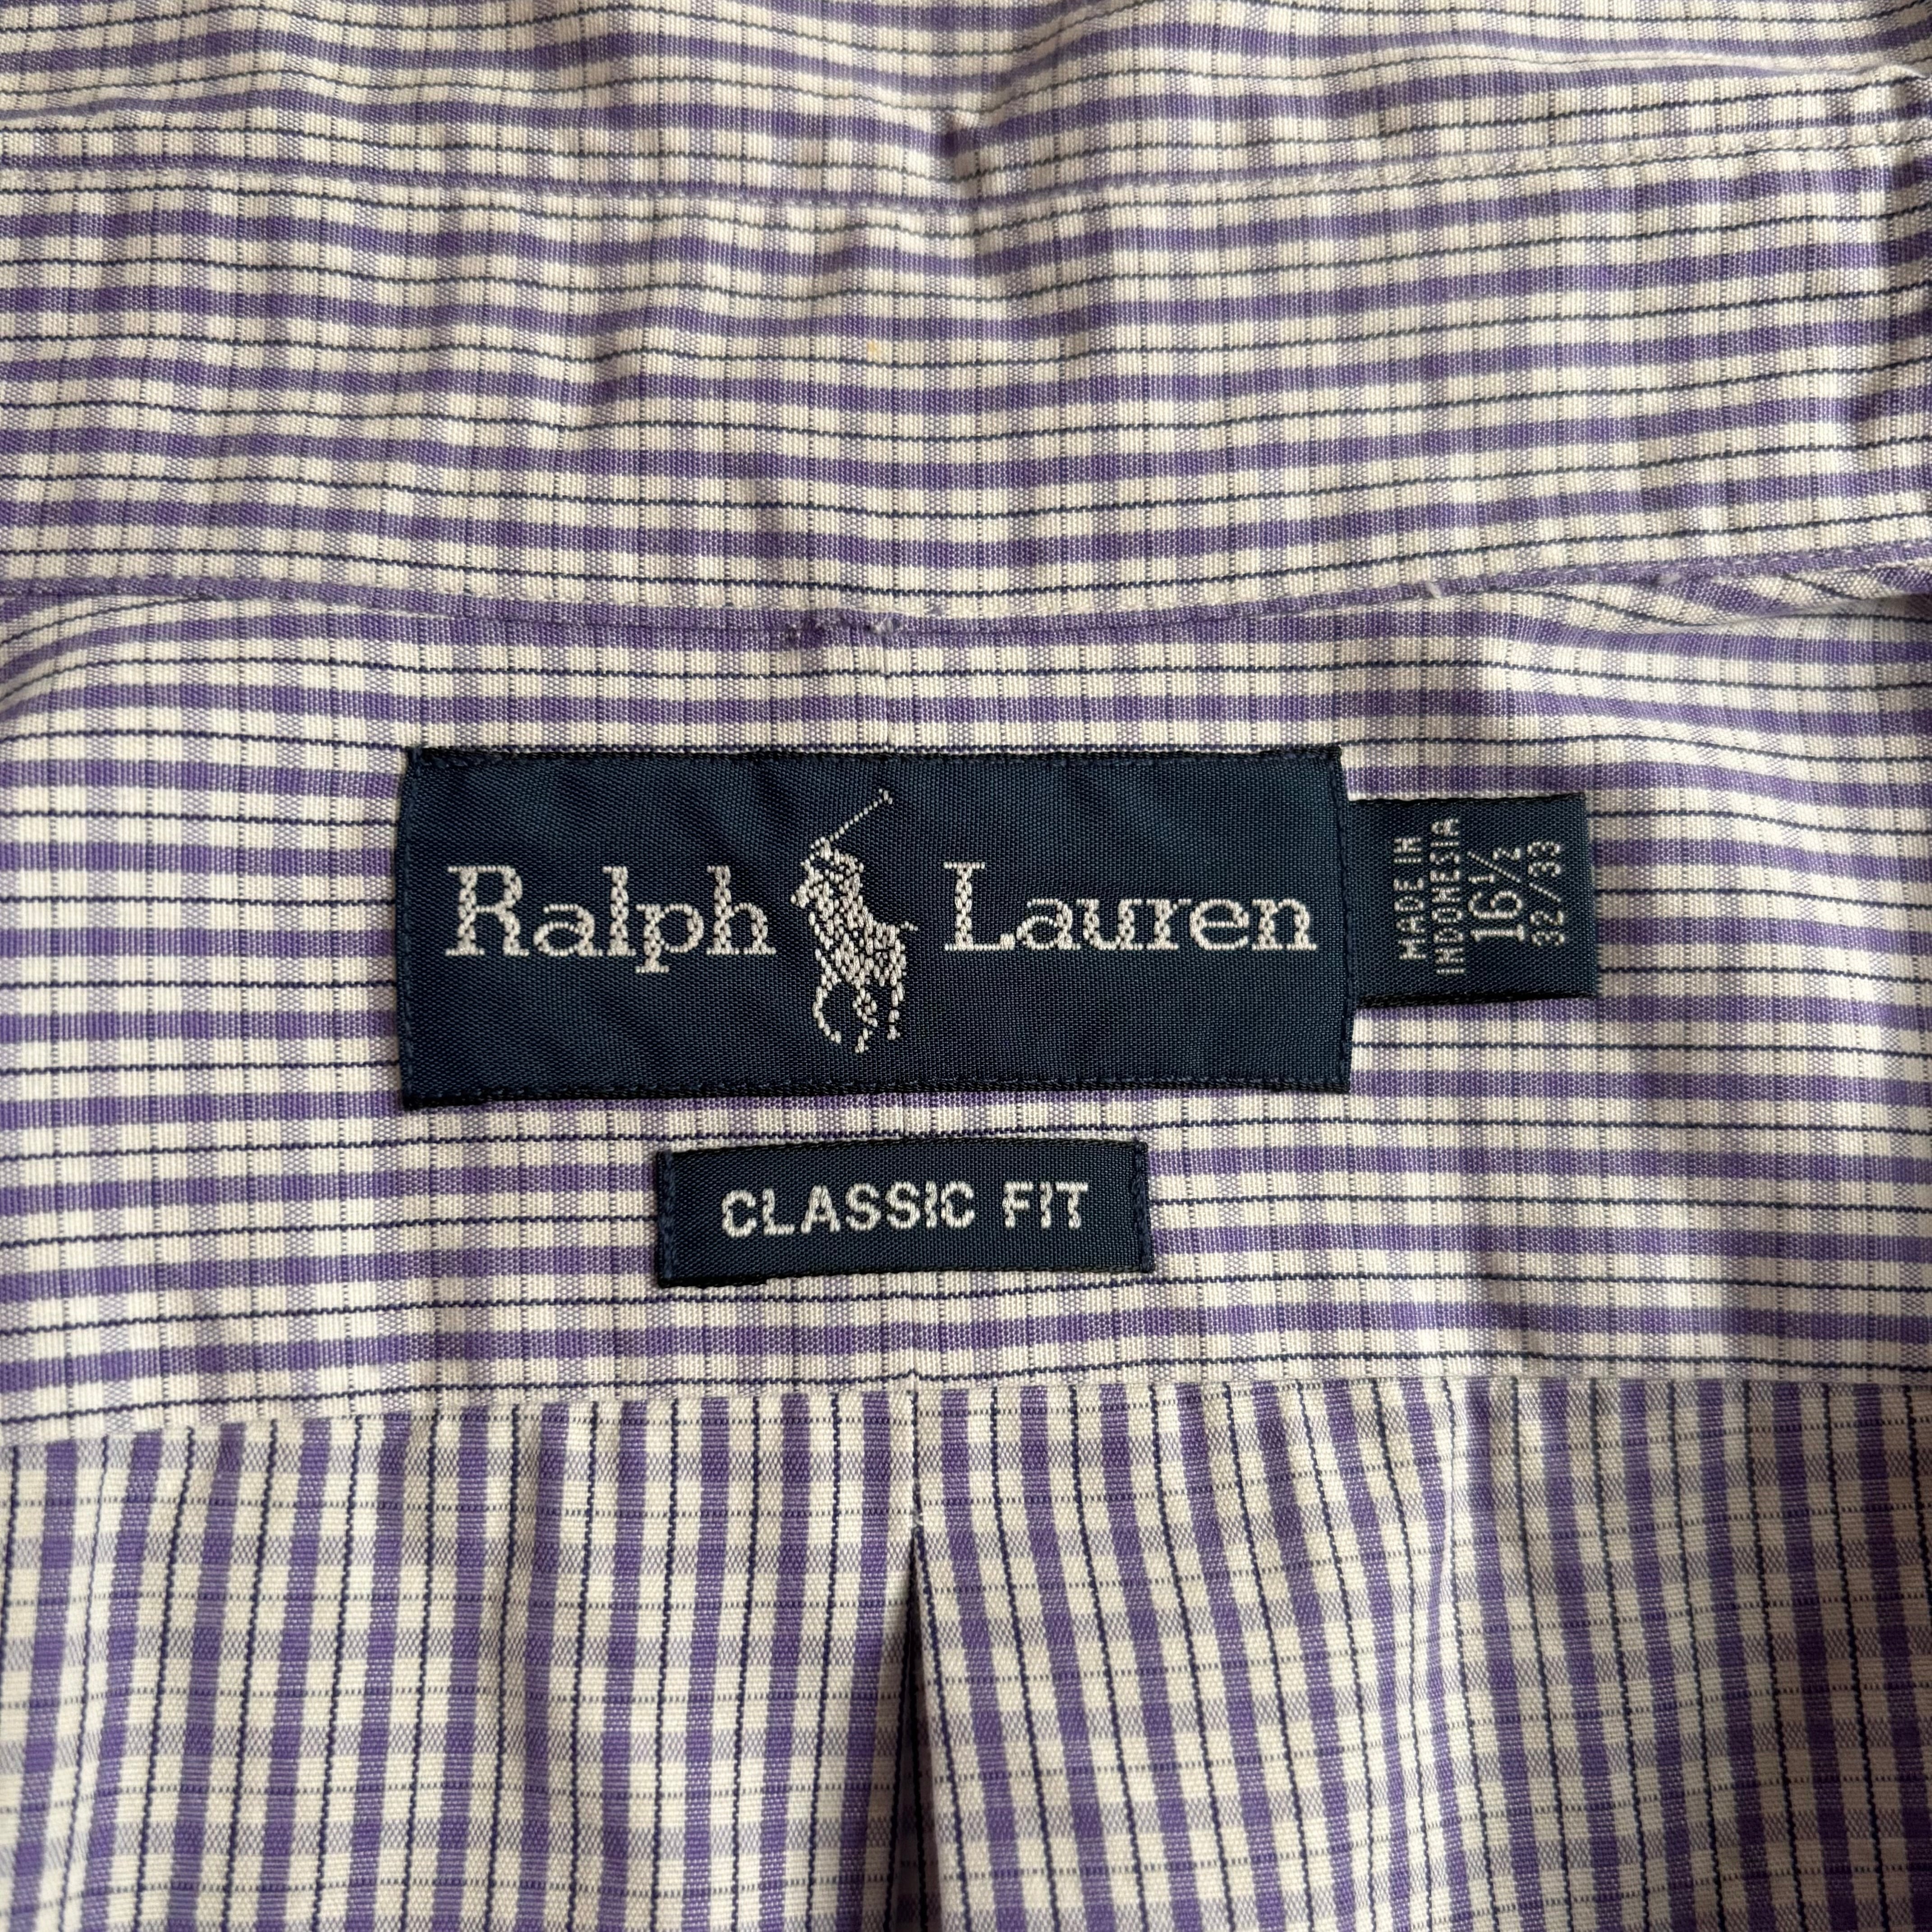 Ralph Lauren
MADE IN
INDONESIA
16½
32/33
CLASSIC FIT